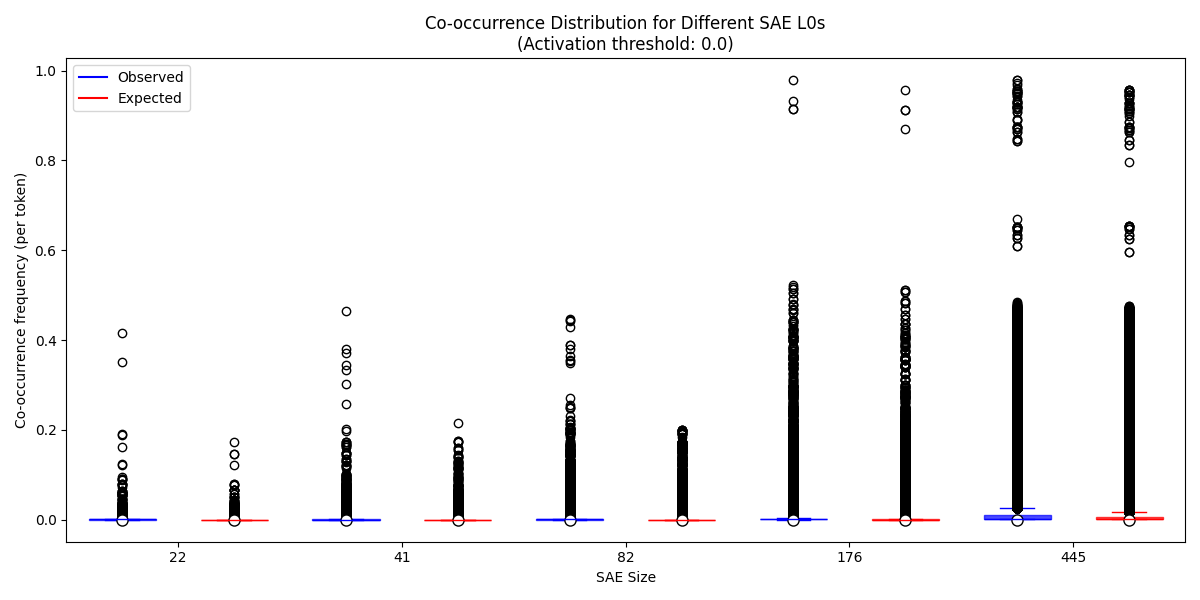 Co-occurrence Distribution for Different SAE L0s
(Activation threshold: 0.0)
Observed
Expected
Co-occurrence frequency (per token)
1.0
0.8
0.6
0.4
0.2
0.0
22 41 82 176 445
SAE Size